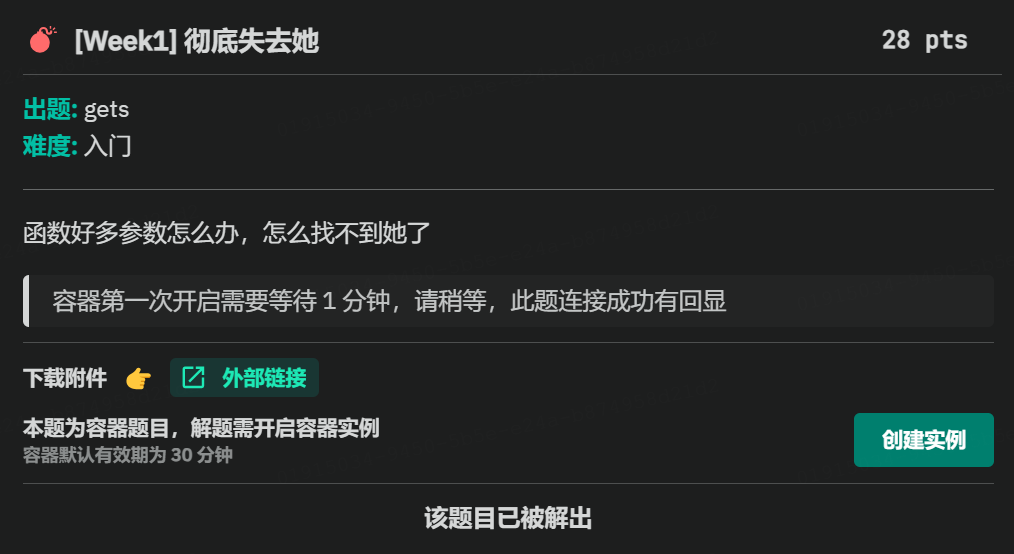 [Week1] 彻底失去她
28 pts
出题: gets
难度: 入门
函数好多参数怎么办，怎么找不到她了
容器第一次开启需要等待 1 分钟，请稍等，此题连接成功有回显
下载附件 👉 外部链接
本题为容器题目，解题需开启容器实例
容器默认有效期为 30 分钟
创建实例
该题目已被解出